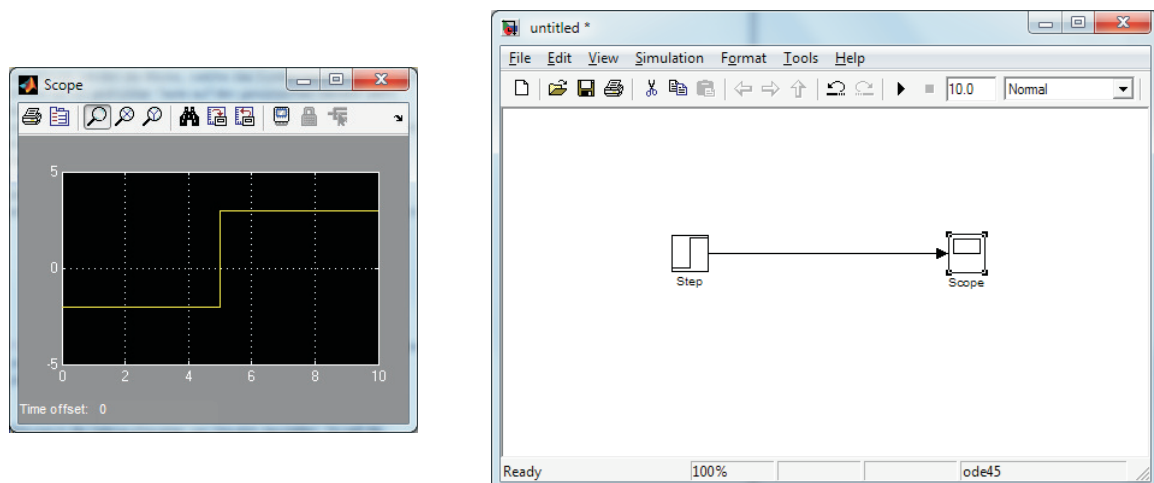 Scope
5
0
-5
0 2 4 6 8 10
Time offset: 0
untitled *
File Edit View Simulation Format Tools Help
10.0 Normal
Step
Scope
Ready 100% ode45